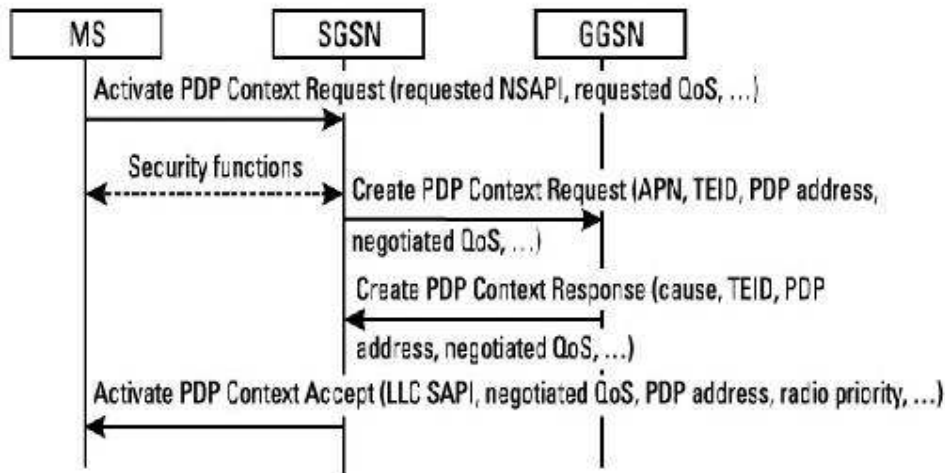 MS SGSN GGSN
Activate PDP Context Request (requested NSAPI, requested QoS, ...)
Security functions
Create PDP Context Request (APN, TEID, PDP address,
negotiated QoS, ...)
Create PDP Context Response (cause, TEID, PDP
address, negotiated QoS, ...)
Activate PDP Context Accept (LLC SAPI, negotiated QoS, PDP address, radio priority, ...)